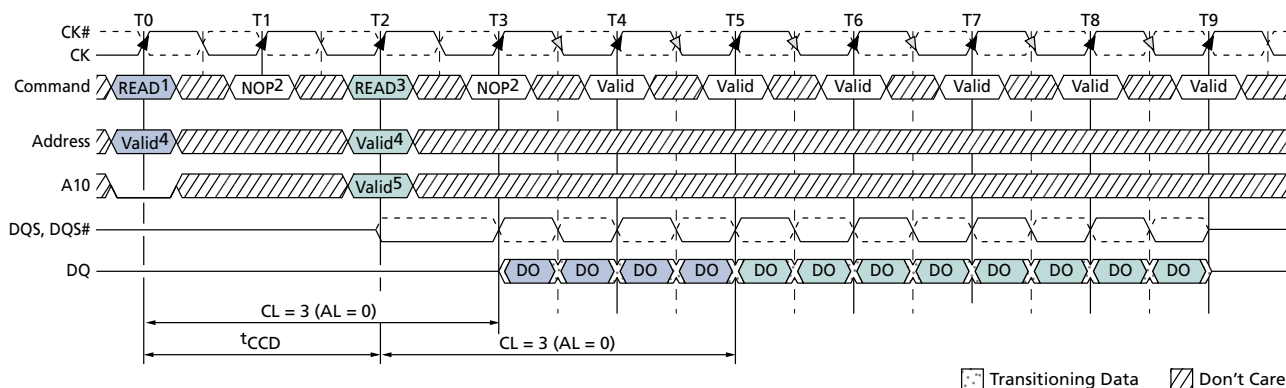 T0 T1 T2 T3 T4 T5 T6 T7 T8 T9
CK#
CK
Command READ1 NOP2 READ3 NOP2 Valid Valid Valid Valid Valid Valid
Address Valid4 Valid4
A10 Valid5
DQS, DQS#
DQ DO DO DO DO DO DO DO DO DO DO DO DO
CL = 3 (AL = 0)
tCCD CL = 3 (AL = 0)
Transitioning Data Don't Care